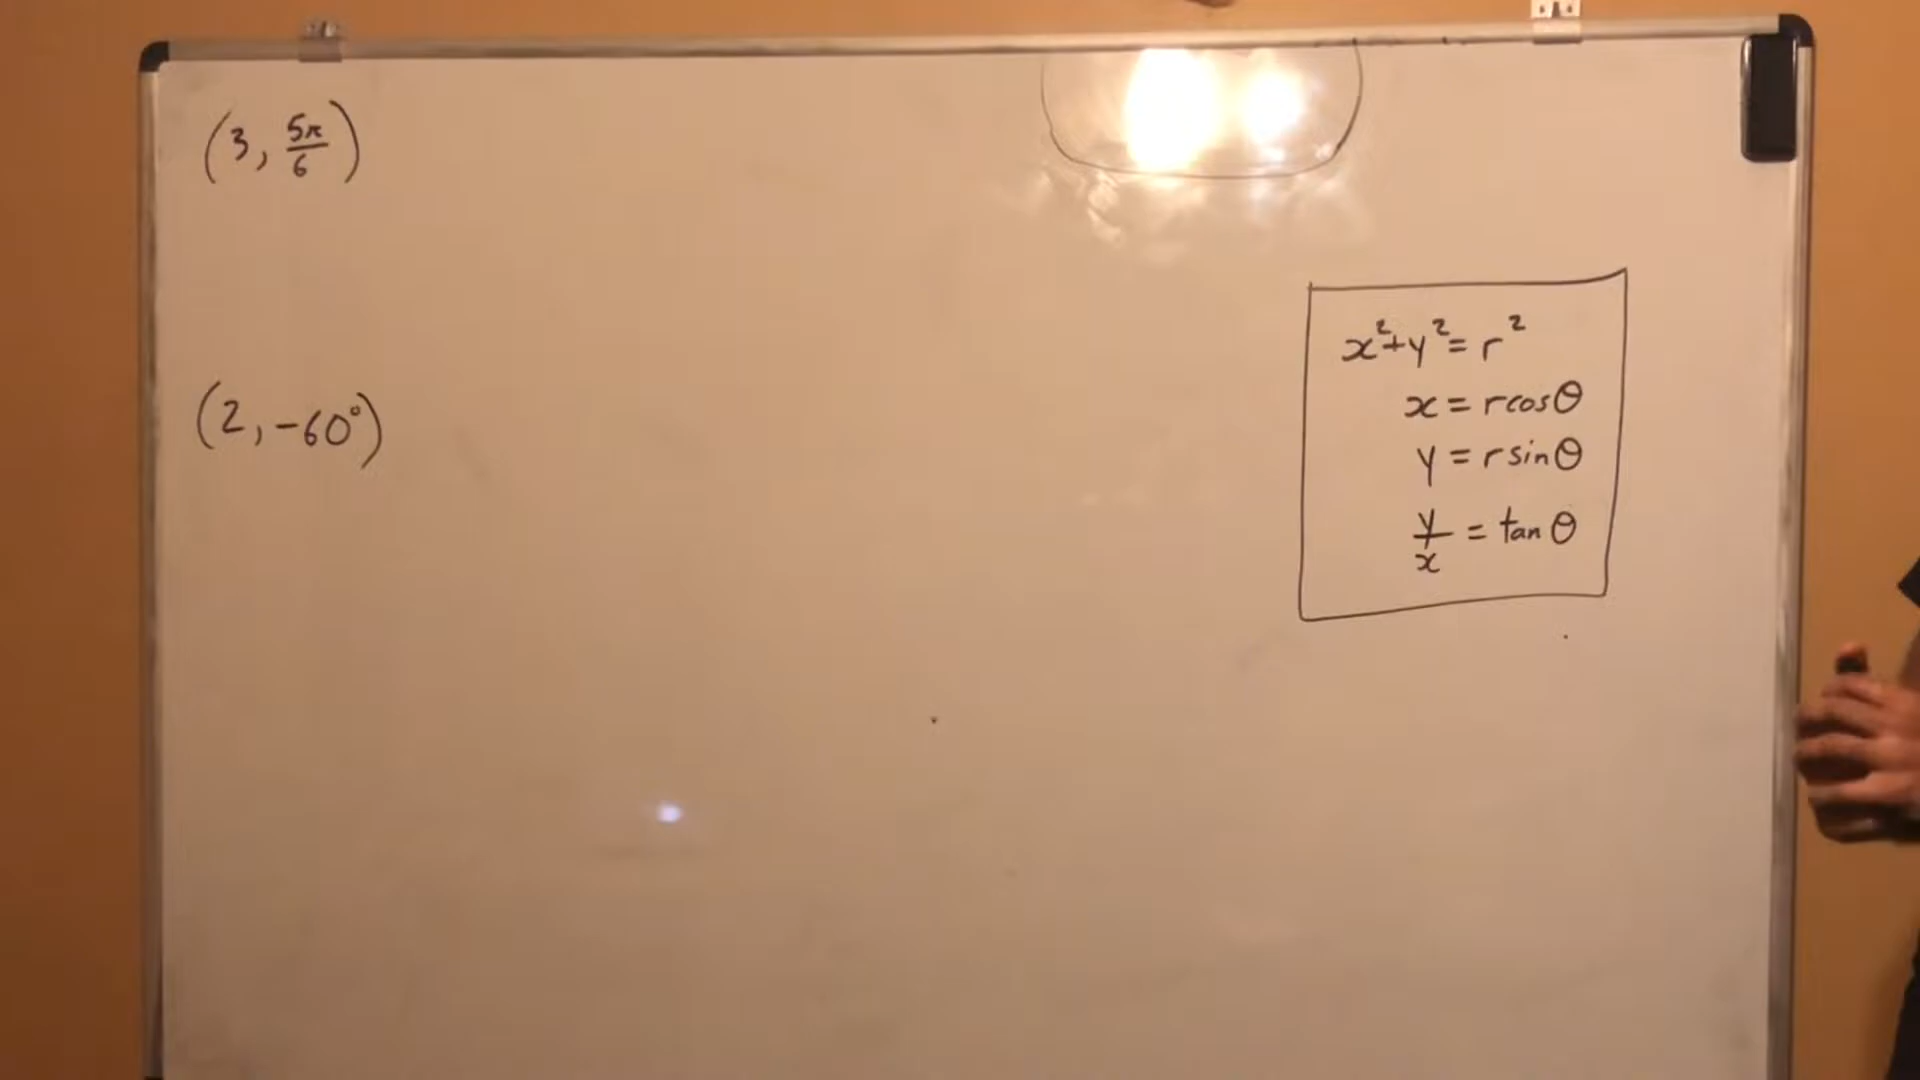 (3, 5π/6)
(2, -60°)
x²+y²=r²
x=rcosθ
y=rsinθ
y/x=tanθ